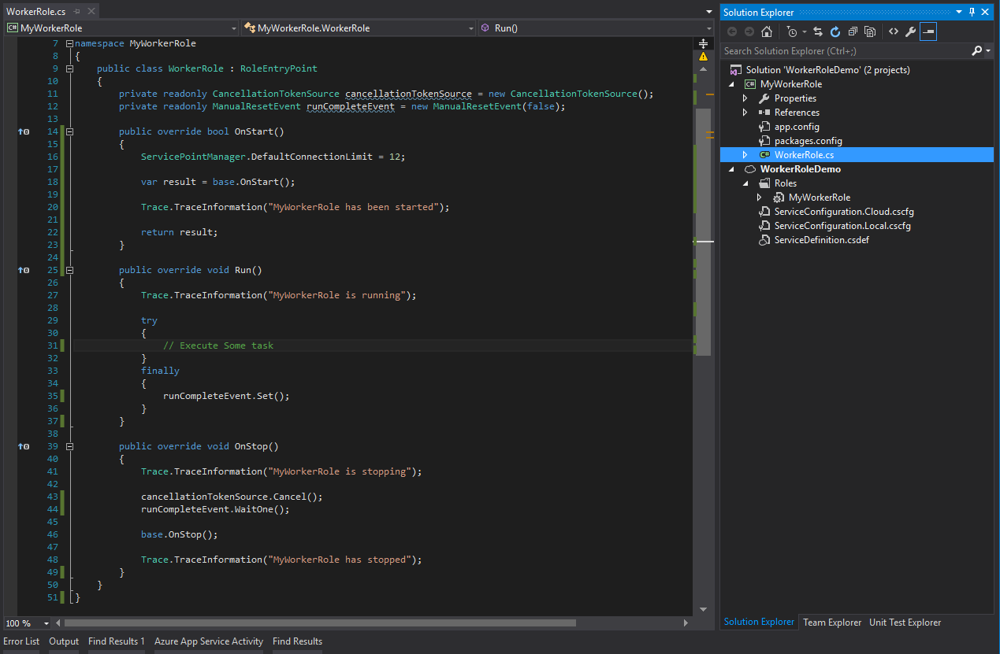 WorkerRole.cs
MyWorkerRole
MyWorkerRole.WorkerRole
Run()
7 namespace MyWorkerRole
8 {
9 public class WorkerRole : RoleEntryPoint
10 {
11 private readonly CancellationTokenSource cancellationTokenSource = new CancellationTokenSource();
12 private readonly ManualResetEvent runCompleteEvent = new ManualResetEvent(false);
13
14 public override bool OnStart()
15 {
16 ServicePointManager.DefaultConnectionLimit = 12;
17
18 var result = base.OnStart();
19
20 Trace.TraceInformation("MyWorkerRole has been started");
21
22 return result;
23 }
24
25 public override void Run()
26 {
27 Trace.TraceInformation("MyWorkerRole is running");
28
29 try
30 {
31 // Execute Some task
32 }
33 finally
34 {
35 runCompleteEvent.Set();
36 }
37 }
38
39 public override void OnStop()
40 {
41 Trace.TraceInformation("MyWorkerRole is stopping");
42
43 cancellationTokenSource.Cancel();
44 runCompleteEvent.WaitOne();
45
46 base.OnStop();
47
48 Trace.TraceInformation("MyWorkerRole has stopped");
49 }
50 }
51 }
100 %
Error List Output Find Results 1 Azure App Service Activity Find Results
Solution Explorer
Search Solution Explorer (Ctrl+;)
Solution 'WorkerRoleDemo' (2 projects)
C# MyWorkerRole
Properties
References
app.config
packages.config
C# WorkerRole.cs
WorkerRoleDemo
Roles
MyWorkerRole
ServiceConfiguration.Cloud.cscfg
ServiceConfiguration.Local.cscfg
ServiceDefinition.csdef
Solution Explorer Team Explorer Unit Test Explorer